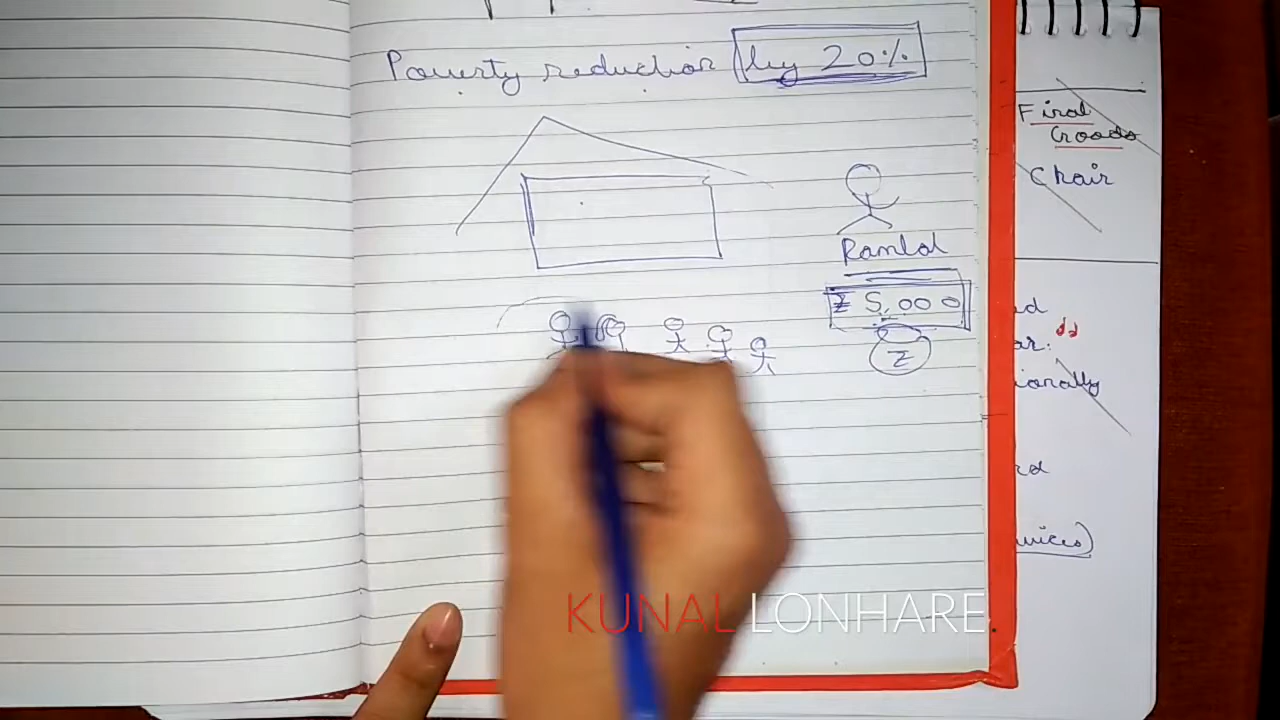 Poverty reduction by 20%
Ramlal
₹ 5,000
₹
Final
Goods
Chair
KUNAL LONHARE